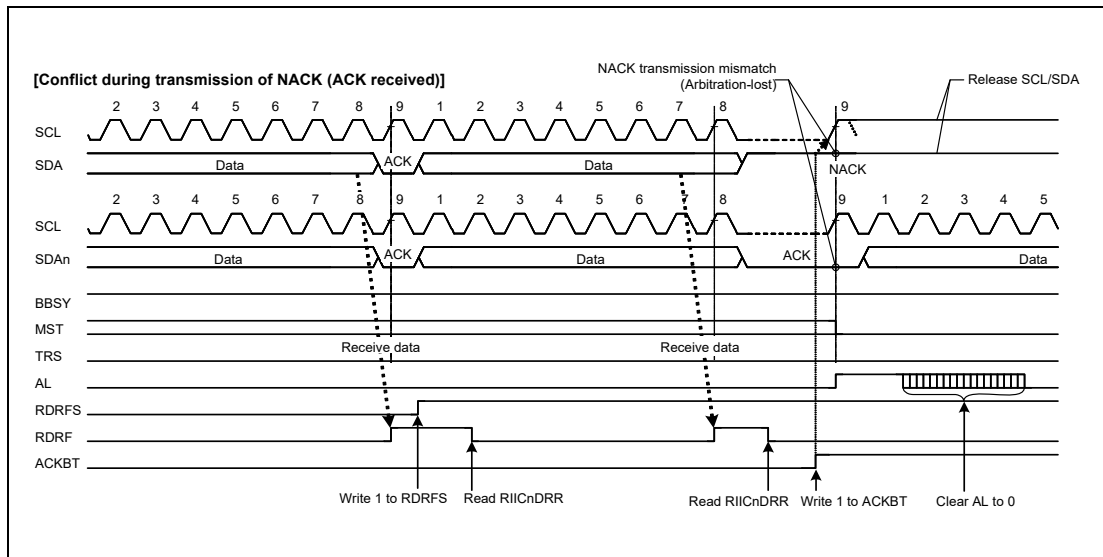 [Conflict during transmission of NACK (ACK received)]
NACK transmission mismatch
(Arbitration-lost)
Release SCL/SDA
2 3 4 5 6 7 8 9 1 2 3 4 5 6 7 8 9
SCL
SDA Data ACK Data NACK
2 3 4 5 6 7 8 9 1 2 3 4 5 6 7 8 9 1 2 3 4 5
SCL
SDAn Data ACK Data ACK Data
BBSY
MST
Receive data Receive data
TRS
AL
RDRFS
RDRF
ACKBT
Write 1 to RDRFS Read RIICnDRR Read RIICnDRR Write 1 to ACKBT Clear AL to 0